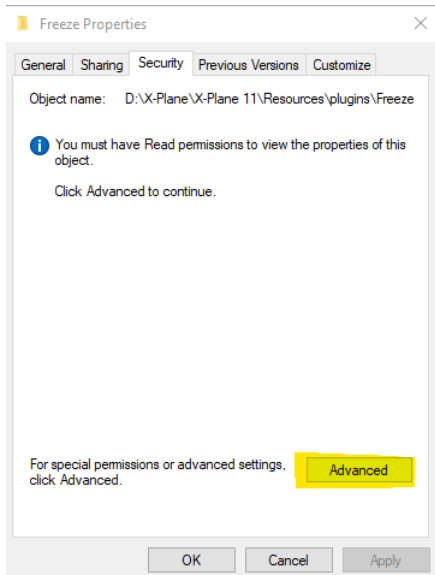 Freeze Properties
General Sharing Security Previous Versions Customize
Object name: D:\X-Plane\X-Plane 11\Resources\plugins\Freeze
You must have Read permissions to view the properties of this
object.
Click Advanced to continue.
For special permissions or advanced settings,
click Advanced.
Advanced
OK Cancel Apply